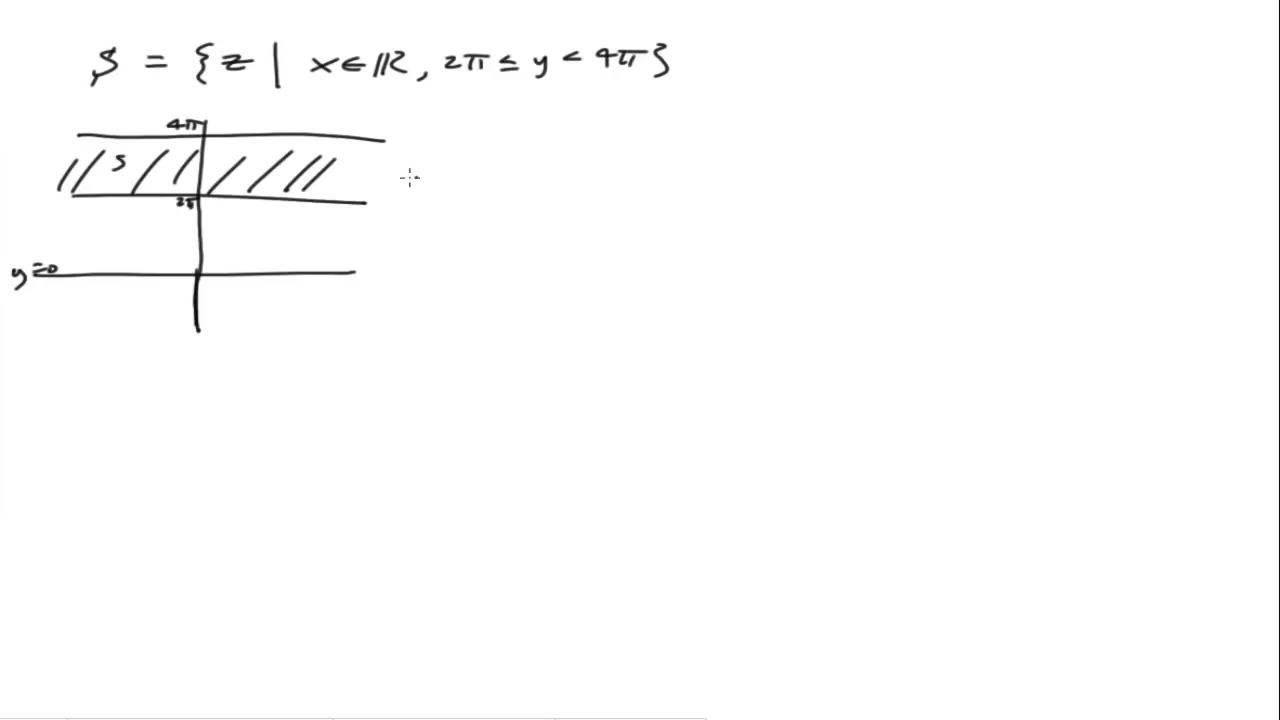 S = {z | x ∈ ℝ, 2π ≤ y < 4π}
4π
S
2π
y=0